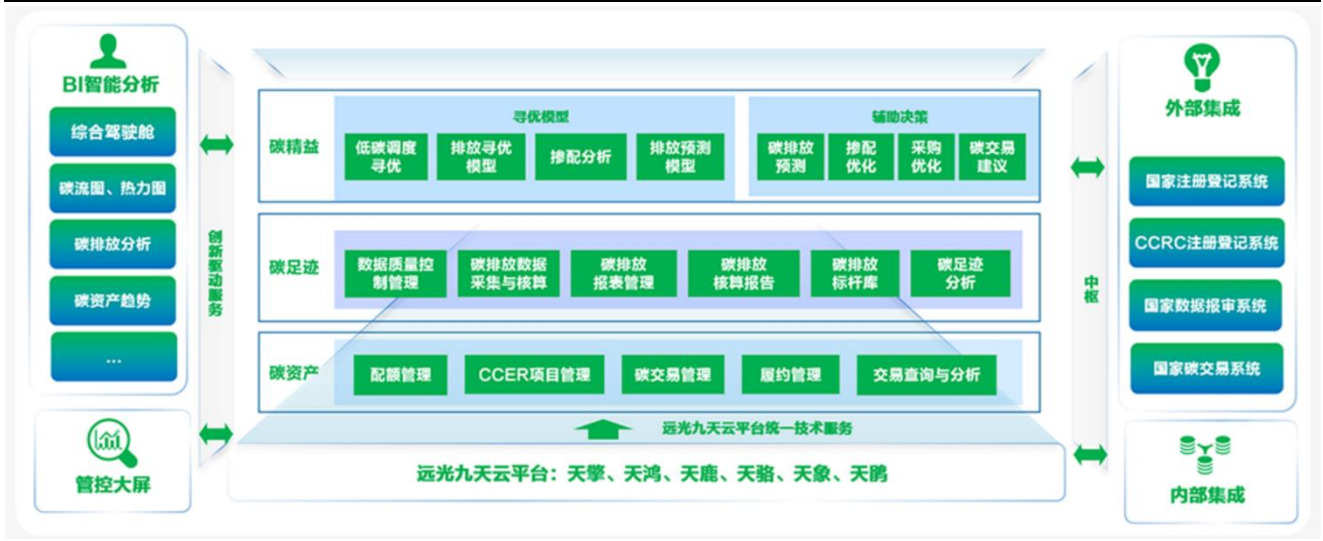 BI智能分析
综合驾驶舱
碳流图、热力图
碳排放分析
碳资产趋势
...
管控大屏
创新驱动服务
碳精益
寻优模型
低碳调度
寻优
排放寻优
模型
掺配分析
排放预测
模型
辅助决策
碳排放
预测
掺配
优化
采购
优化
碳交易
建议
碳足迹
数据质量控
制管理
碳排放数据
采集与核算
碳排放
报表管理
碳排放
核算报告
碳排放
标杆库
碳足迹
分析
碳资产
配额管理
CCER项目管理
碳交易管理
履约管理
交易查询与分析
远光九天云平台统一技术服务
远光九天云平台：天擎、天鸿、天鹿、天骆、天象、天鹏
中枢
外部集成
国家注册登记系统
CCRC注册登记系统
国家数据报审系统
国家碳交易系统
内部集成